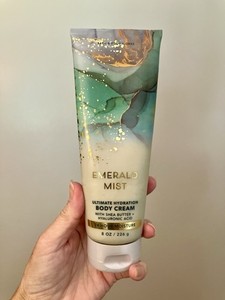 EMERALD
MIST
ULTIMATE HYDRATION
BODY CREAM
WITH SHEA BUTTER +
HYALURONIC ACID
8 OZ / 226 g